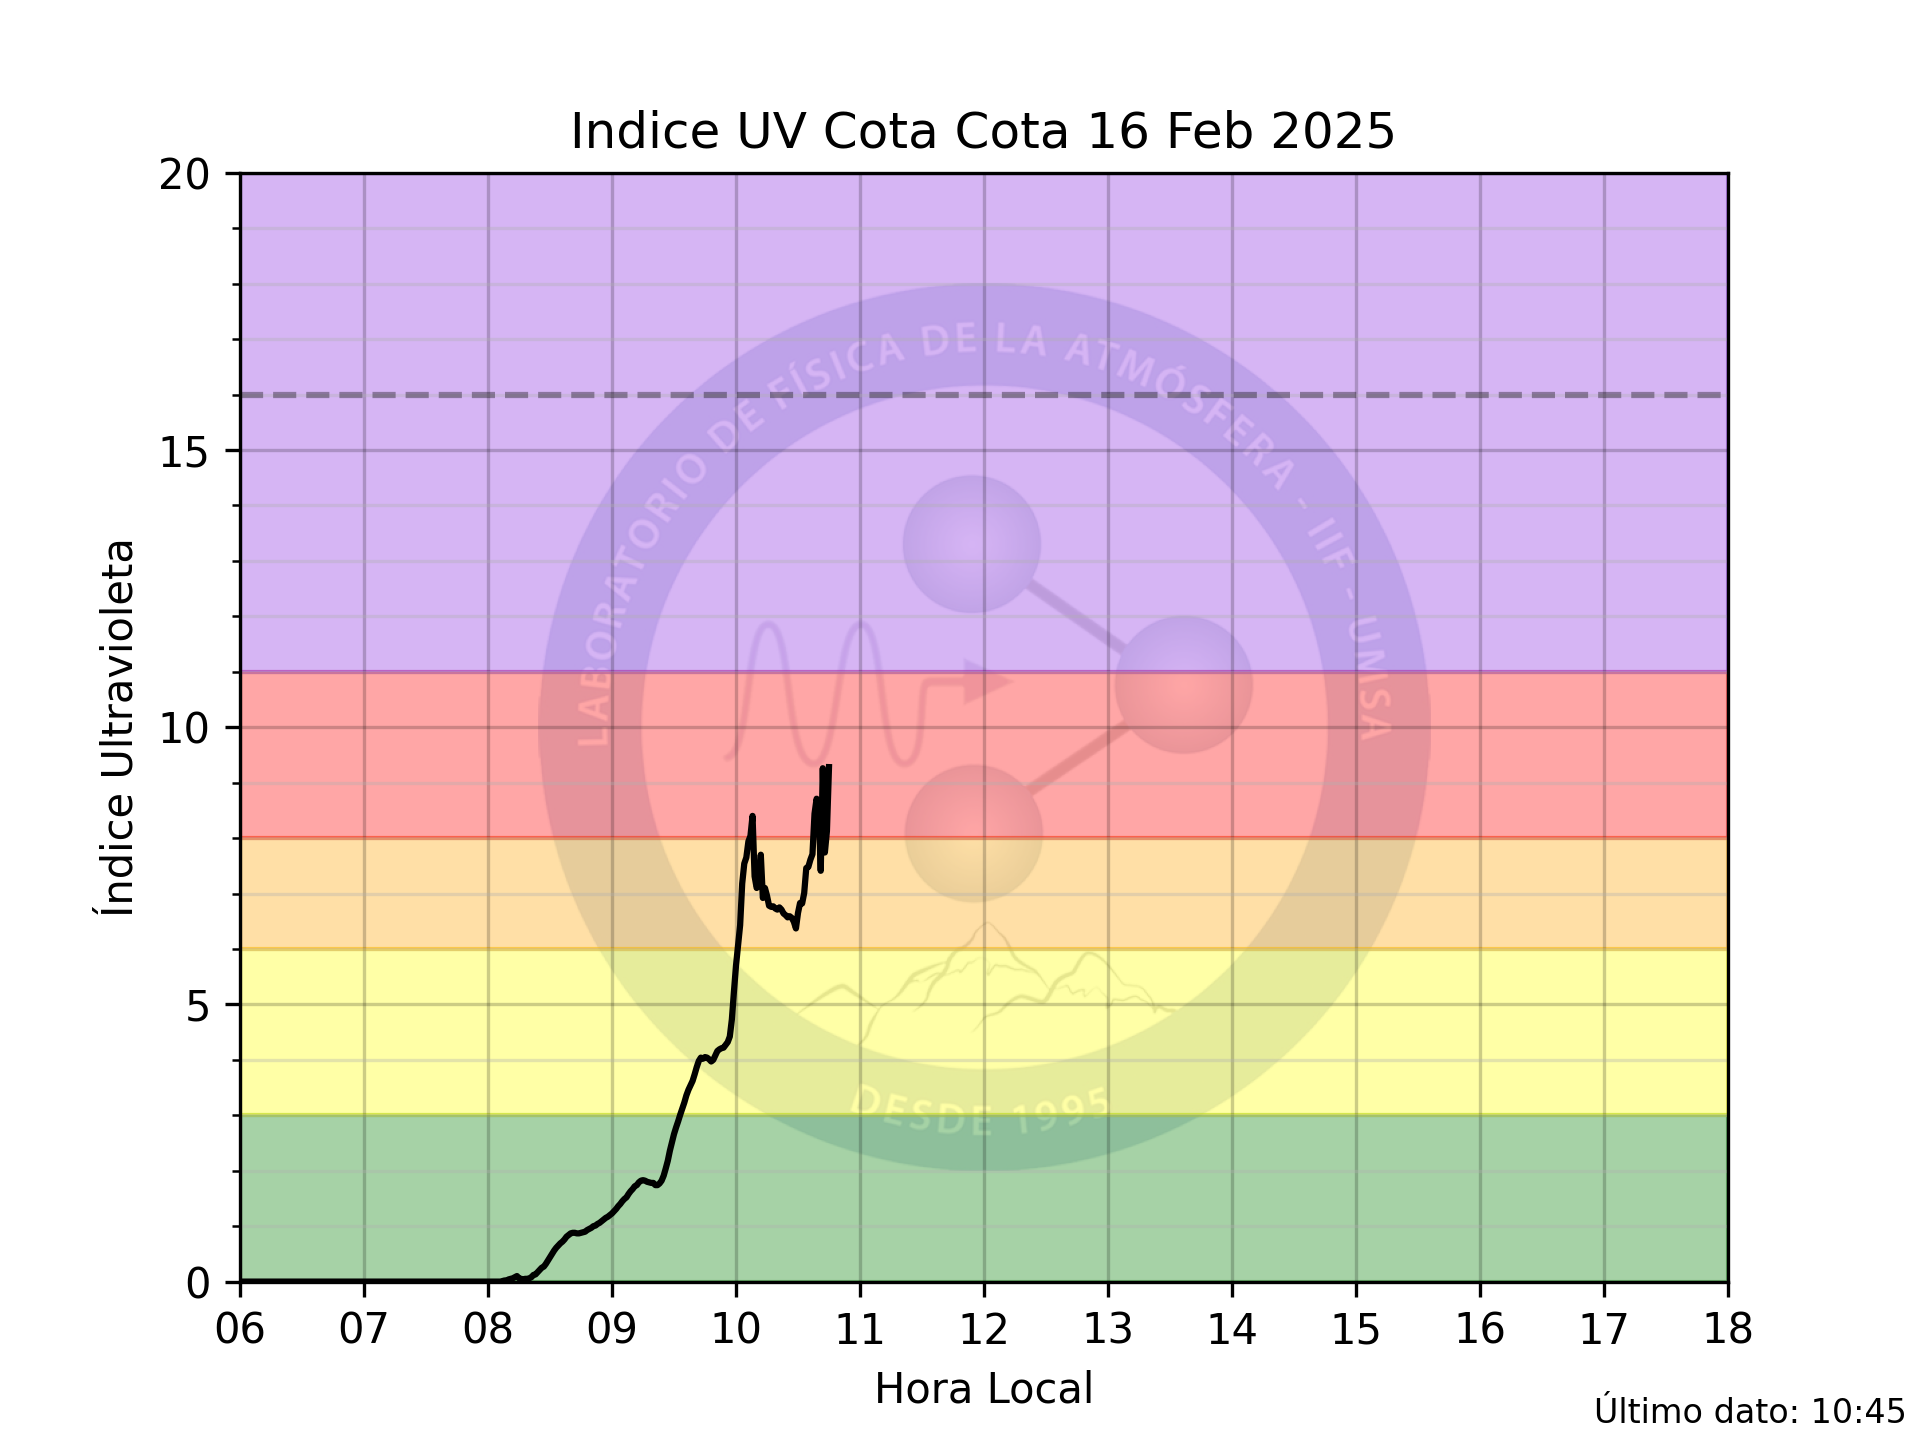 Indice UV Cota Cota 16 Feb 2025
20
15
10
5
0
Índice Ultravioleta
LABORATORIO DE FÍSICA DE LA ATMÓSFERA - IIF - UMSA
DESDE 1995
06 07 08 09 10 11 12 13 14 15 16 17 18
Hora Local
Último dato: 10:45